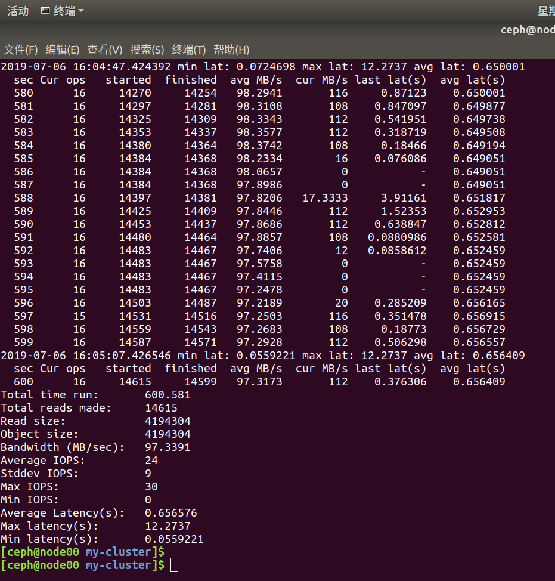 活动 终端 星期
ceph@node
文件(F) 编辑(E) 查看(V) 搜索(S) 终端(T) 帮助(H)
2019-07-06 16:04:47.424392 min lat: 0.0724698 max lat: 12.2737 avg lat: 0.650001
sec Cur ops started finished avg MB/s cur MB/s last lat(s) avg lat(s)
580 16 14270 14254 98.2941 116 0.87123 0.650001
581 16 14297 14281 98.3108 108 0.847097 0.649877
582 16 14325 14309 98.3343 112 0.541951 0.649738
583 16 14353 14337 98.3577 112 0.318719 0.649508
584 16 14380 14364 98.3742 108 0.18466 0.649194
585 16 14384 14368 98.2334 16 0.076086 0.649051
586 16 14384 14368 98.0657 0 - 0.649051
587 16 14384 14368 97.8986 0 - 0.649051
588 16 14397 14381 97.8206 17.3333 3.91161 0.651817
589 16 14425 14409 97.8446 112 1.52353 0.652953
590 16 14453 14437 97.8686 112 0.638047 0.652812
591 16 14480 14464 97.8857 108 0.0880986 0.652581
592 16 14483 14467 97.7406 12 0.0858612 0.652459
593 16 14483 14467 97.5758 0 - 0.652459
594 16 14483 14467 97.4115 0 - 0.652459
595 16 14483 14467 97.2478 0 - 0.652459
596 16 14503 14487 97.2189 20 0.285209 0.656165
597 15 14531 14516 97.2503 116 0.351478 0.656915
598 16 14559 14543 97.2683 108 0.18773 0.656729
599 16 14587 14571 97.2928 112 0.506298 0.656557
2019-07-06 16:05:07.426546 min lat: 0.0559221 max lat: 12.2737 avg lat: 0.656409
sec Cur ops started finished avg MB/s cur MB/s last lat(s) avg lat(s)
600 16 14615 14599 97.3173 112 0.376306 0.656409
Total time run: 600.581
Total reads made: 14615
Read size: 4194304
Object size: 4194304
Bandwidth (MB/sec): 97.3391
Average IOPS: 24
Stddev IOPS: 9
Max IOPS: 30
Min IOPS: 0
Average Latency(s): 0.656576
Max latency(s): 12.2737
Min latency(s): 0.0559221
[ceph@node00 my-cluster]$
[ceph@node00 my-cluster]$